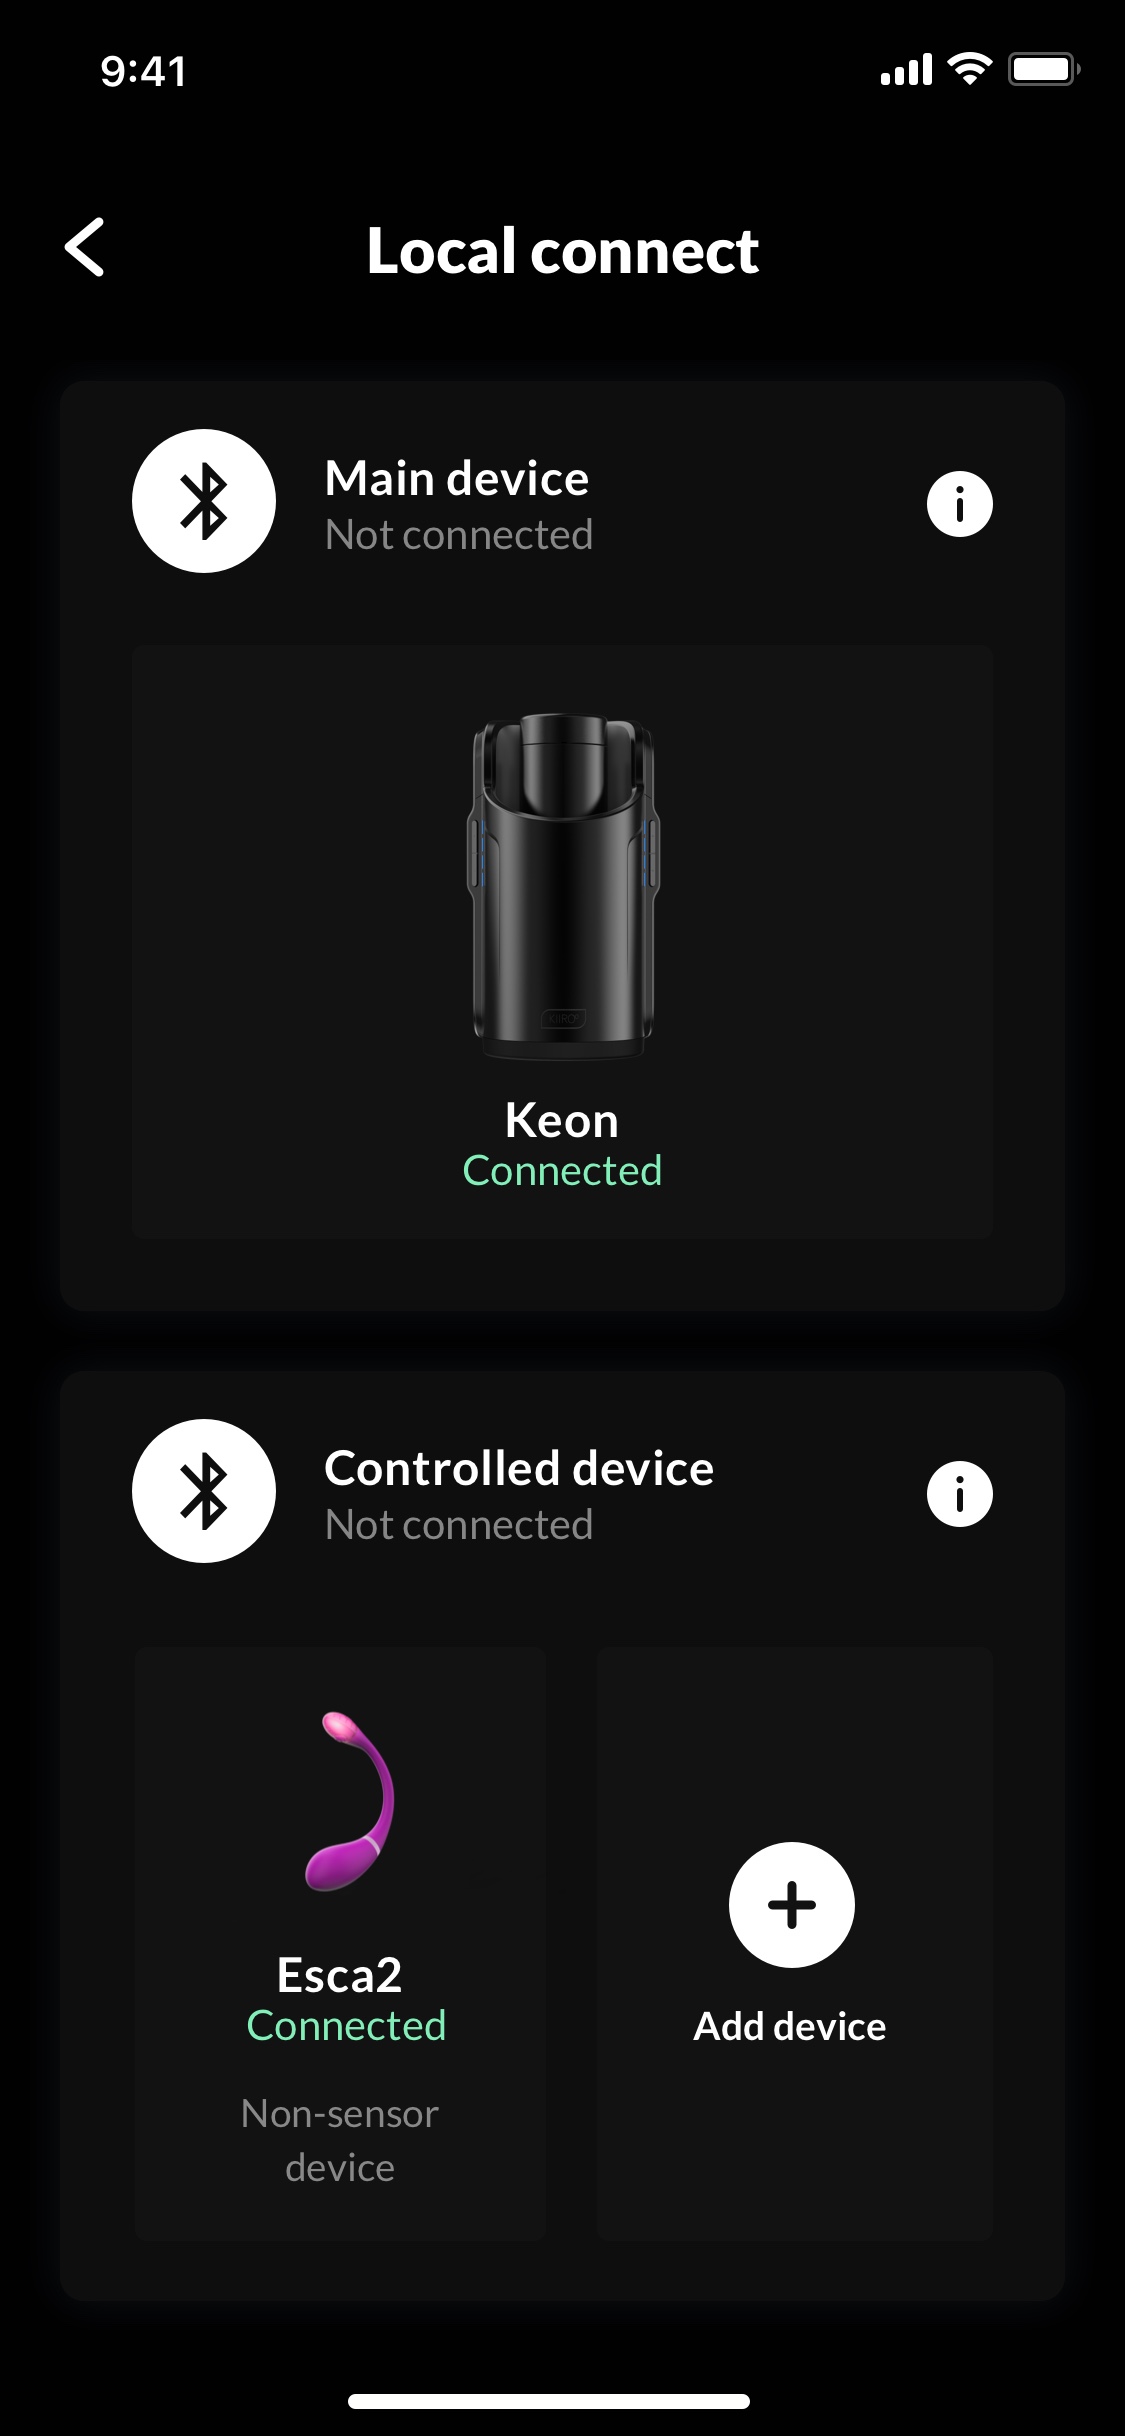 9:41
Local connect
Main device
Not connected
KIIROO
Keon
Connected
Controlled device
Not connected
Esca2
Connected
Non-sensor
device
Add device